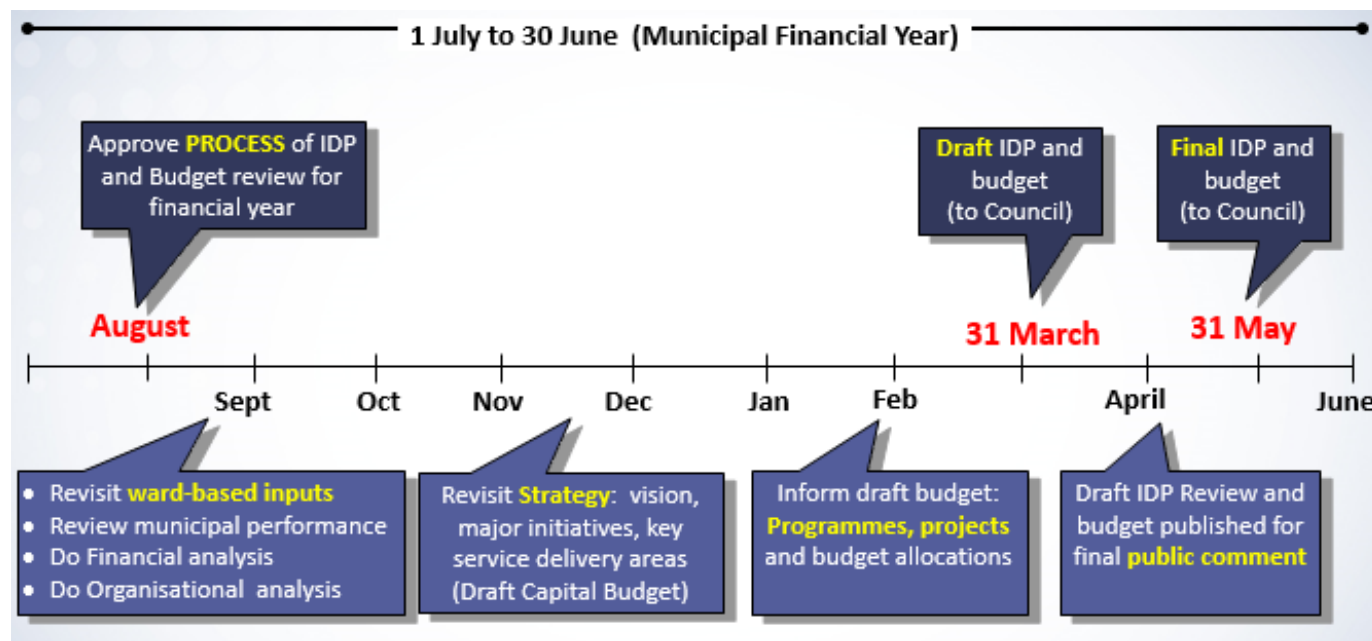 1 July to 30 June  (Municipal Financial Year)
Approve PROCESS of IDP
and Budget review for
financial year
Draft IDP and
budget
(to Council)
Final IDP and
budget
(to Council)
August
31 March
31 May
Sept
Oct
Nov
Dec
Jan
Feb
April
June
• Revisit ward-based inputs
• Review municipal performance
• Do Financial analysis
• Do Organisational  analysis
Revisit Strategy:  vision,
major initiatives, key
service delivery areas
(Draft Capital Budget)
Inform draft budget:
Programmes, projects
and budget allocations
Draft IDP Review and
budget published for
final public comment